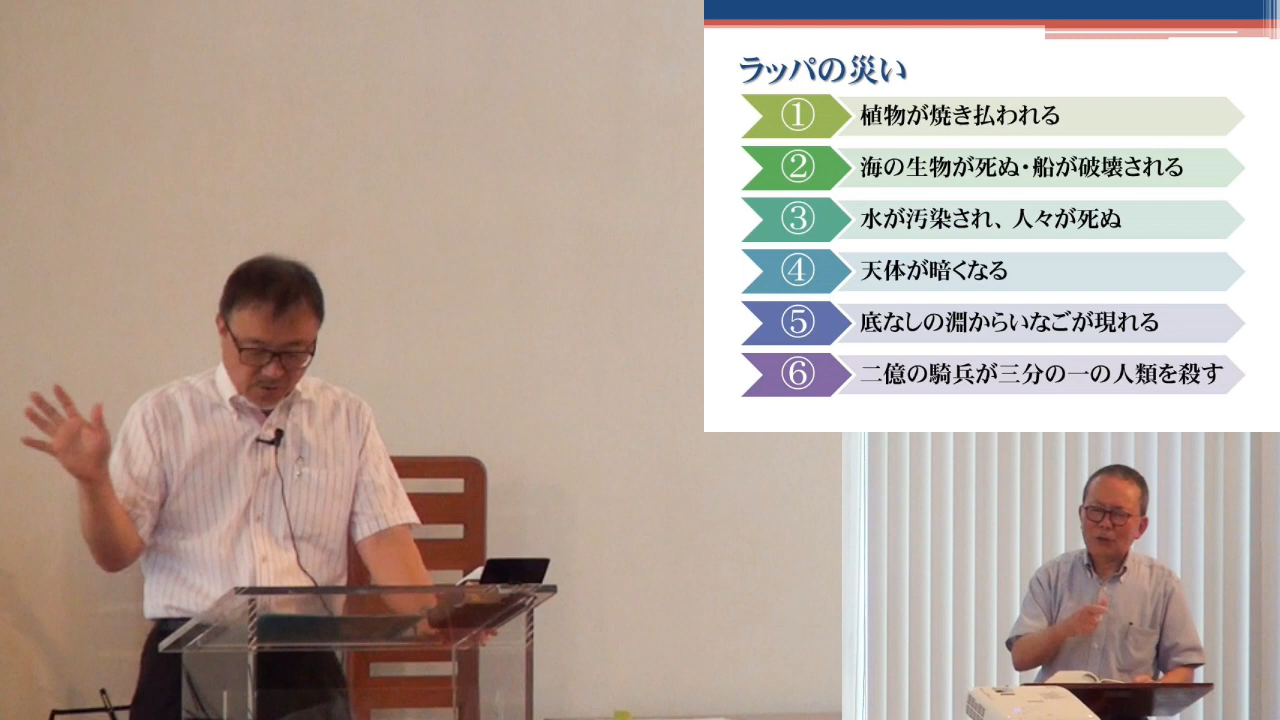 ラッパの災い
① 植物が焼き払われる
② 海の生物が死ぬ・船が破壊される
③ 水が汚染され、人々が死ぬ
④ 天体が暗くなる
⑤ 底なしの淵からいなごが現れる
⑥ 二億の騎兵が三分の一の人類を殺す